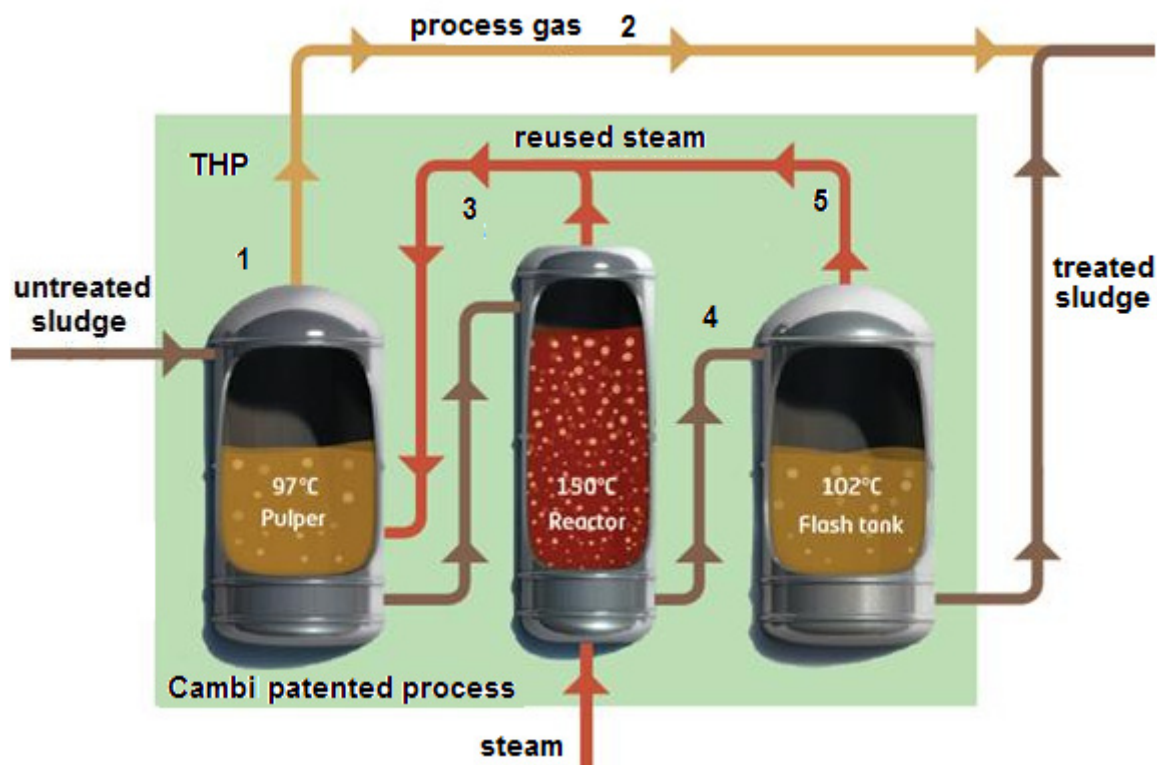 process gas 2
reused steam
THP
3
5
1
untreated
sludge
treated
sludge
4
97°C
Pulper
150°C
Reactor
102°C
Flash tank
Cambi patented process
steam